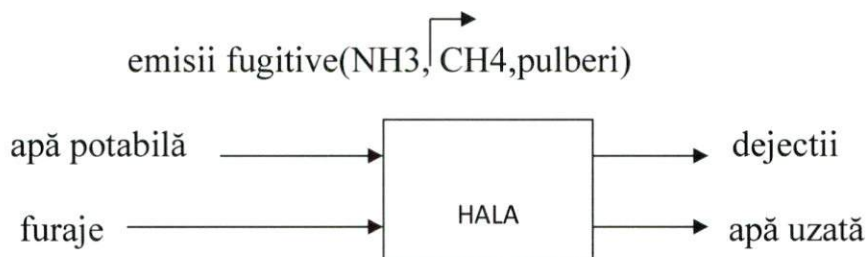 emisii fugitive(NH3, CH4,pulberi)
apă potabilă
dejectii
furaje
HALA
apă uzată